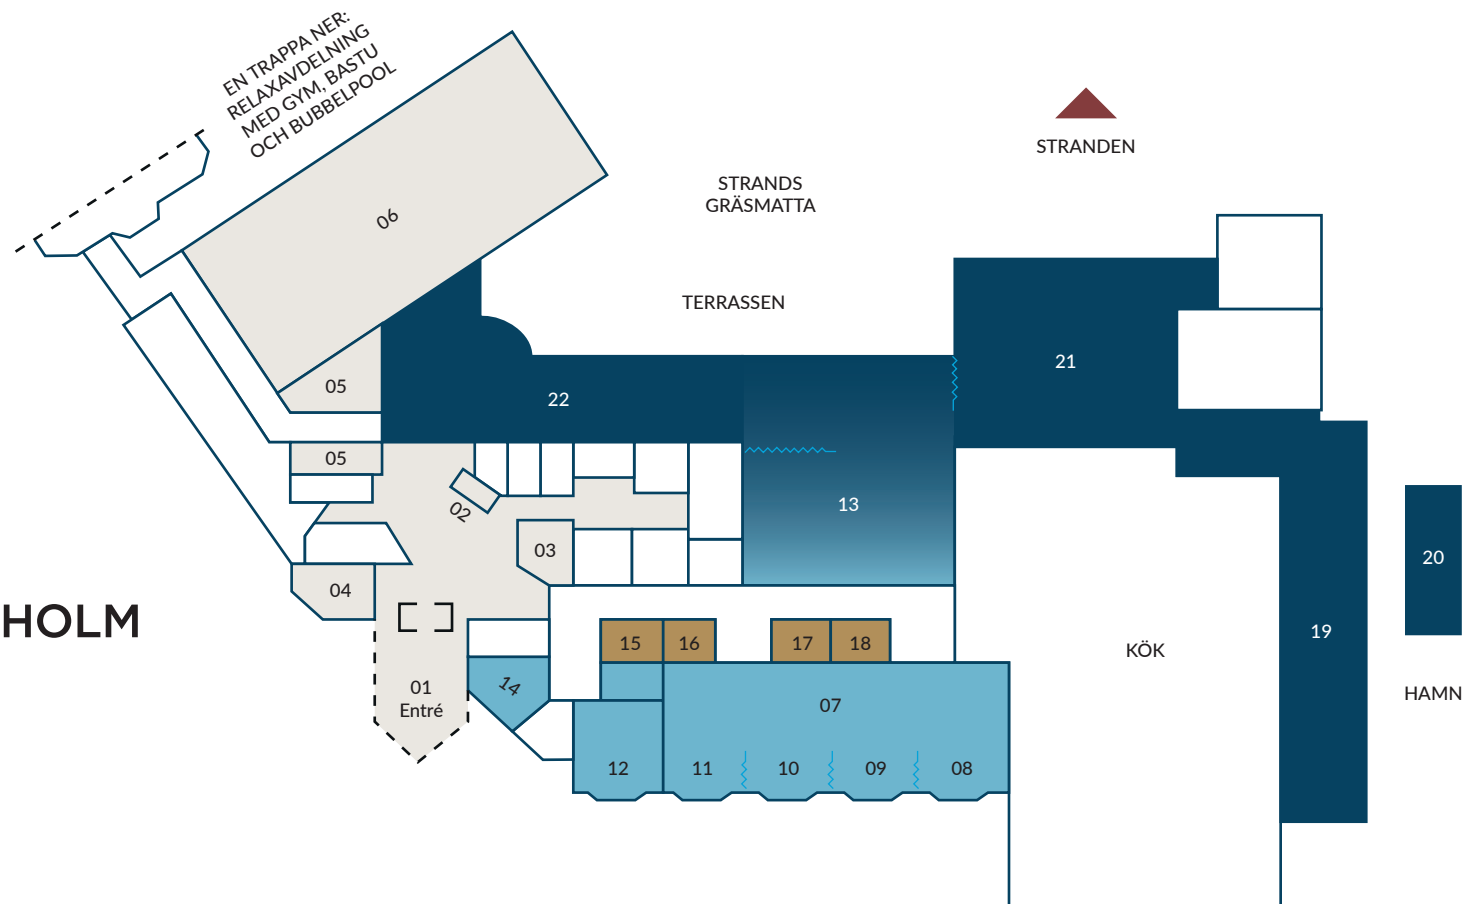 EN TRAPPA NER:
RELAXAVDELNING
MED GYM, BASTU
OCH BUBBELPOOL
STRANDEN
STRANDS
GRÄSMATTA
06
TERRASSEN
21
05
22
05
02
13
03
20
04
HOLM
19
15
16
17
18
KÖK
14
01
Entré
07
HAMN
12
11
10
09
08